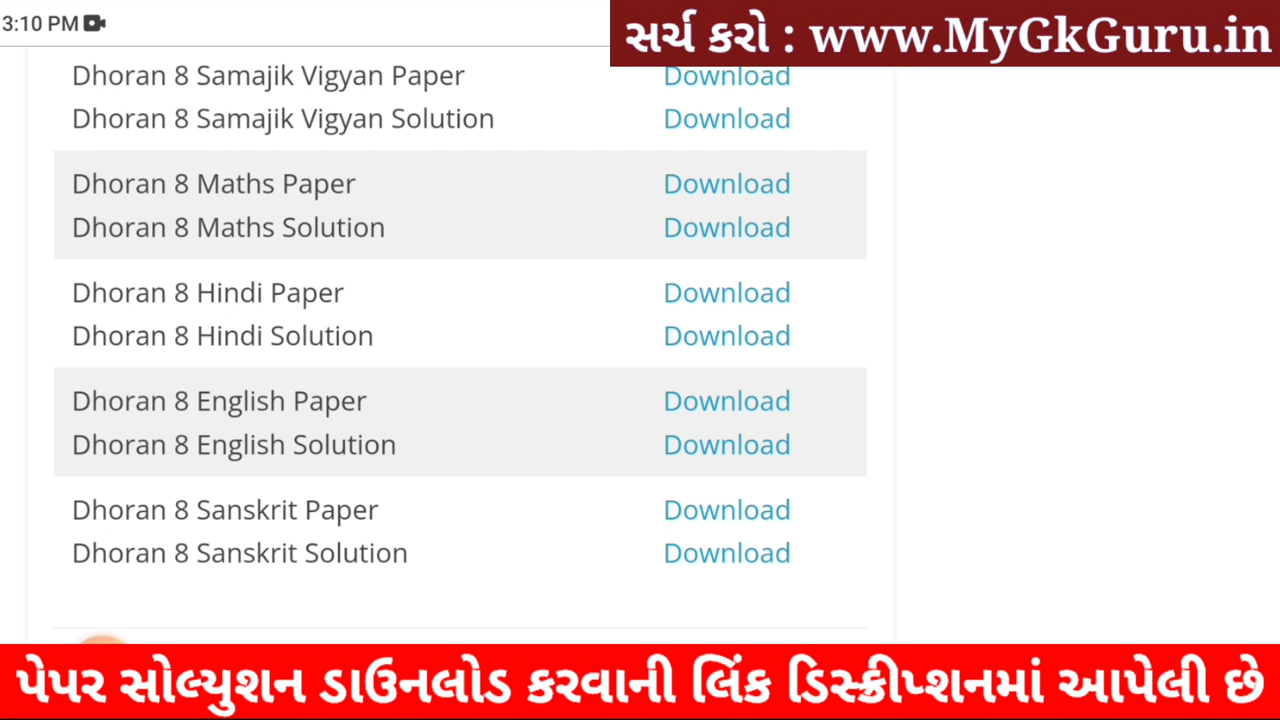 3:10 PM
સર્ચ કરો : www.MyGkGuru.in
Dhoran 8 Samajik Vigyan Paper Download
Dhoran 8 Samajik Vigyan Solution Download
Dhoran 8 Maths Paper Download
Dhoran 8 Maths Solution Download
Dhoran 8 Hindi Paper Download
Dhoran 8 Hindi Solution Download
Dhoran 8 English Paper Download
Dhoran 8 English Solution Download
Dhoran 8 Sanskrit Paper Download
Dhoran 8 Sanskrit Solution Download
પેપર સોલ્યુશન ડાઉનલોડ કરવાની લિંક ડિસ્ક્રીપ્શનમાં આપેલી છે